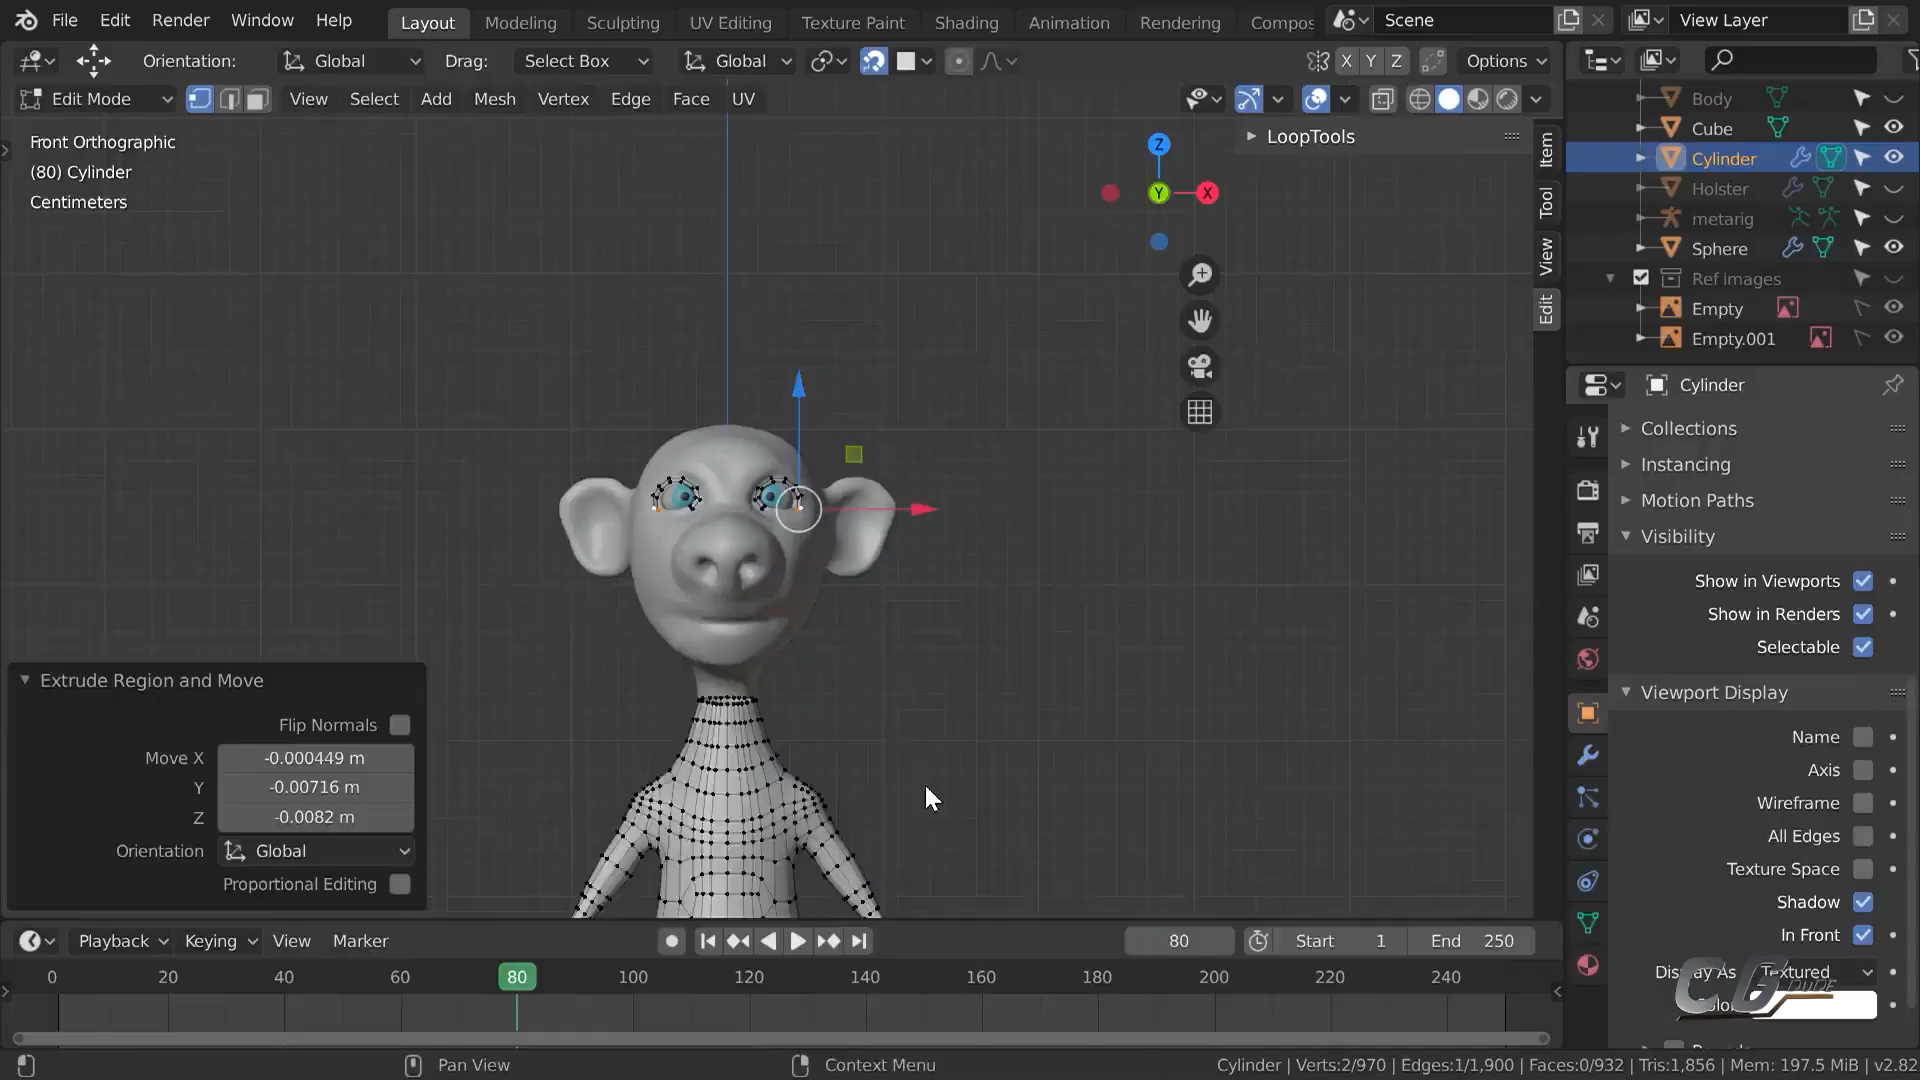 File Edit Render Window Help Layout Modeling Sculpting UV Editing Texture Paint Shading Animation Rendering Compos Scene View Layer
Orientation: Global Drag: Select Box Global X Y Z Options
Edit Mode View Select Add Mesh Vertex Edge Face UV
Front Orthographic
(80) Cylinder
Centimeters
LoopTools
Z
Y
X
Item
Tool
View
Edit
Body
Cube
Cylinder
Holster
metarig
Sphere
Ref images
Empty
Empty.001
Cylinder
Collections
Instancing
Motion Paths
Visibility
Show in Viewports
Show in Renders
Selectable
Viewport Display
Name
Axis
Wireframe
All Edges
Texture Space
Shadow
In Front
Textured
Extrude Region and Move
Flip Normals
Move X -0.000449 m
Y -0.00716 m
Z -0.0082 m
Orientation Global
Proportional Editing
Playback Keying View Marker 80 Start 1 End 250
0 20 40 60 80 100 120 140 160 180 200 220 240
Pan View Context Menu Cylinder | Verts:2/970 | Edges:1/1,900 | Faces:0/932 | Tris:1,856 | Mem: 197.5 MiB | v2.82